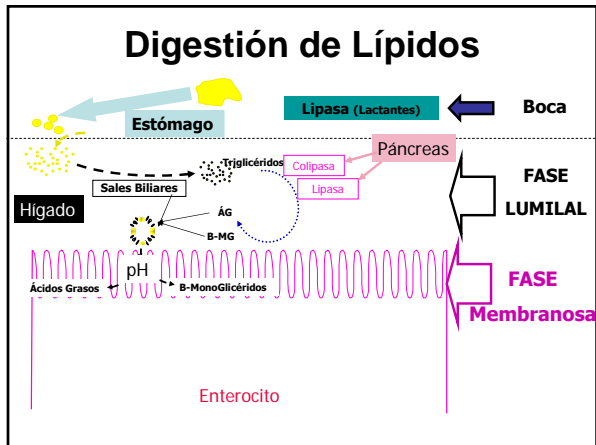 Digestión de Lípidos
Estómago
Lipasa (Lactantes)
Boca
Triglicéridos
Colipasa
Páncreas
Lipasa
Sales Biliares
Hígado
FASE
LUMILAL
ÁG
B-MG
pH
Ácidos Grasos
B-MonoGlicéridos
FASE
Membranosa
Enterocito